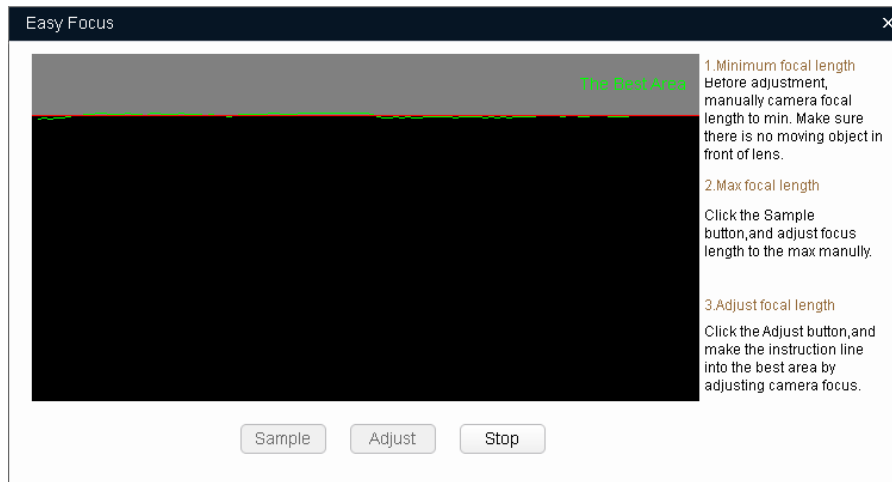 Easy Focus
The Best Area
1.Minimum focal length
Before adjustment,
manually camera focal
length to min. Make sure
there is no moving object in
front of lens.
2.Max focal length
Click the Sample
button,and adjust focus
length to the max manully.
3.Adjust focal length
Click the Adjust button,and
make the instruction line
into the best area by
adjusting camera focus.
Sample
Adjust
Stop